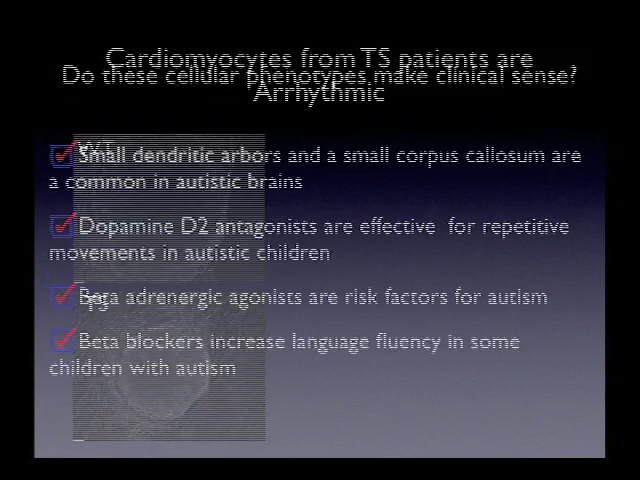 Cardiomyocytes from TS patients are
Do these cellular phenotypes make clinical sense?
Arrhythmic
WT
Small dendritic arbors and a small corpus callosum are
a common in autistic brains
Dopamine D2 antagonists are effective for repetitive
movements in autistic children
TS
Beta adrenergic agonists are risk factors for autism
Beta blockers increase language fluency in some
children with autism